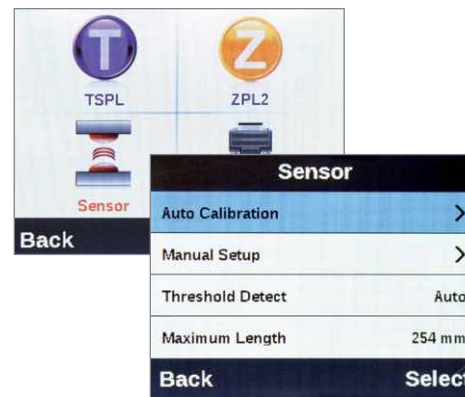 T
Z
TSPL
ZPL2
Sensor
Back
Sensor
Auto Calibration
Manual Setup
Threshold Detect Auto
Maximum Length 254 mm
Back Select